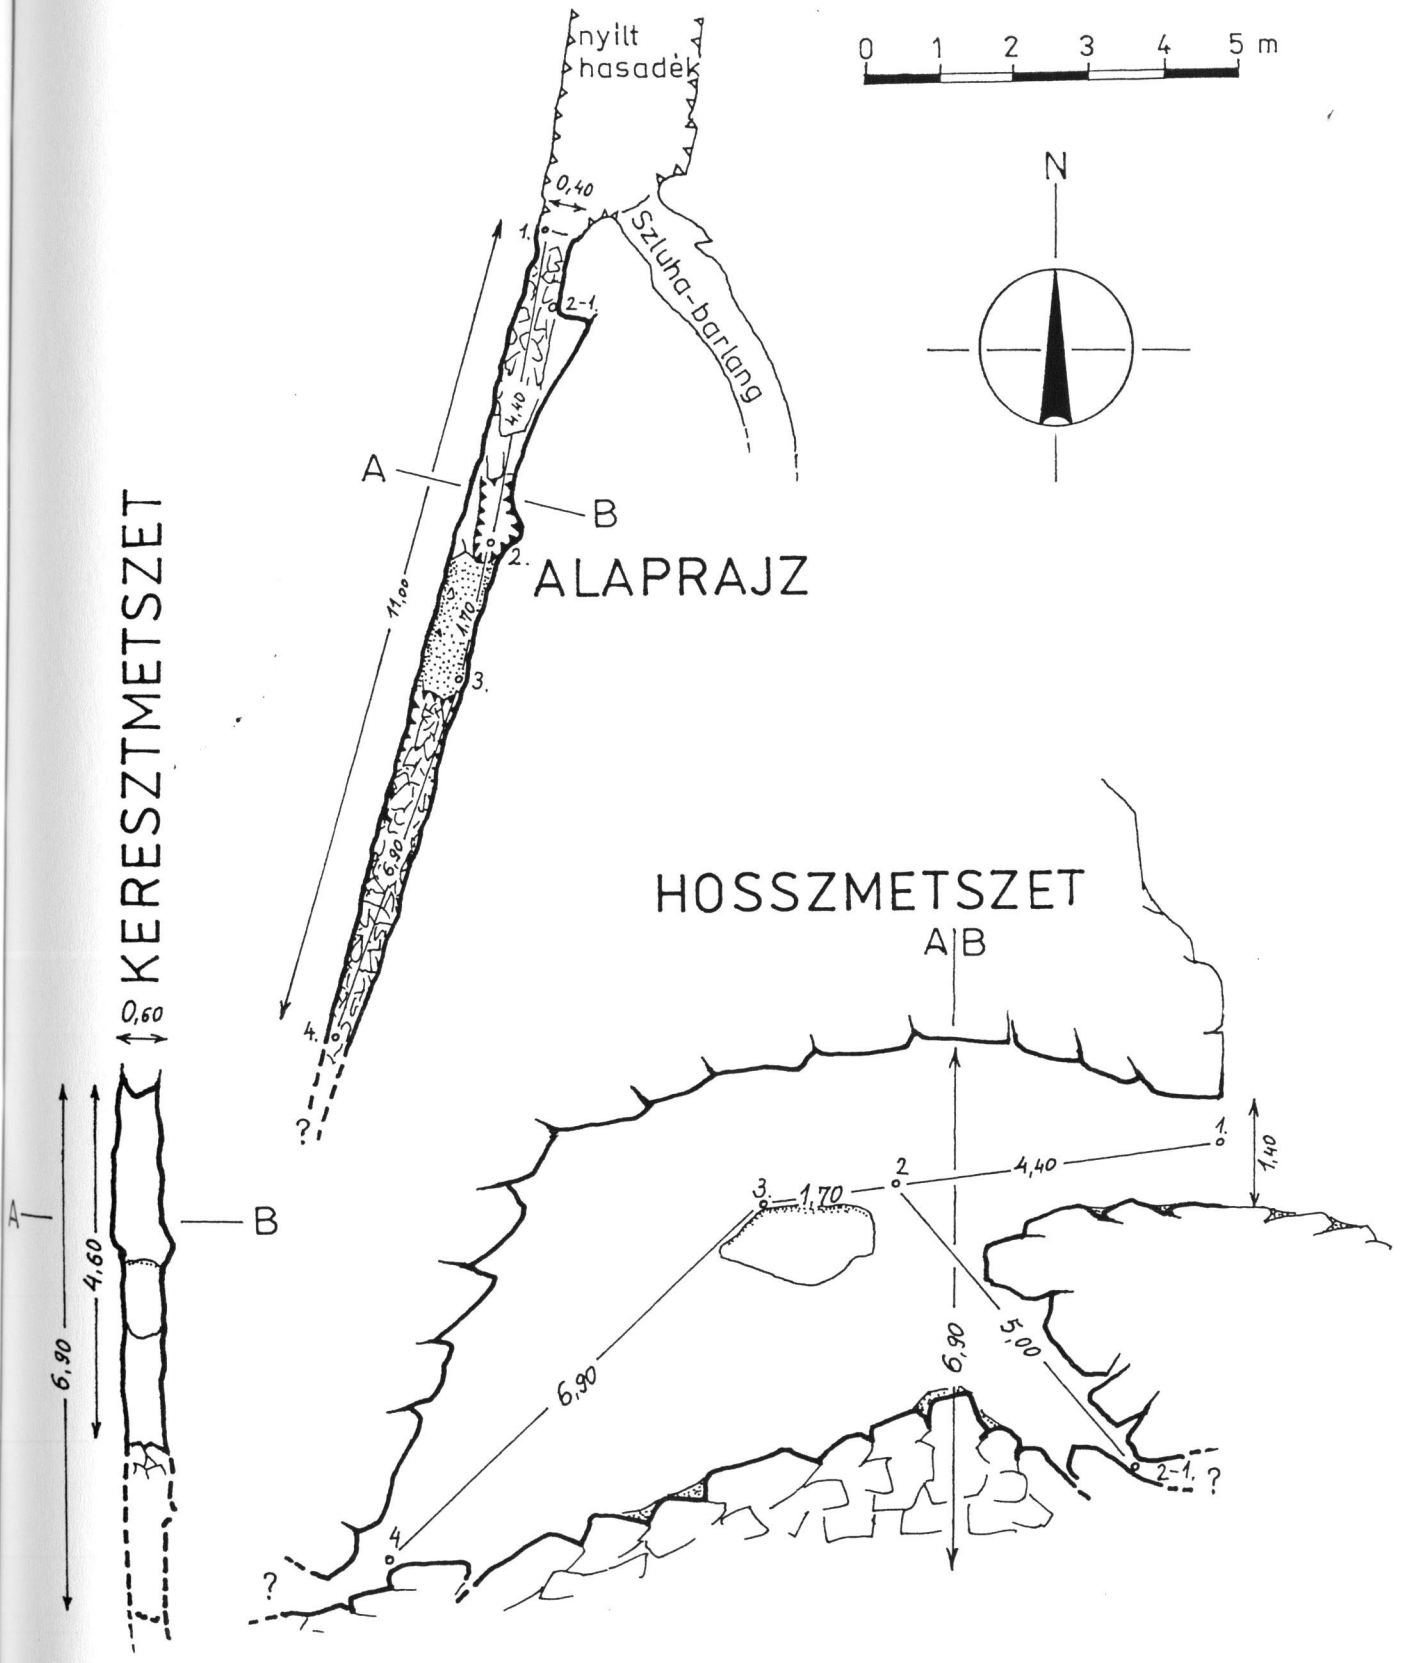 nyilt
hasadék
0 1 2 3 4 5 m
N
0,40
1.
Szluha-barlang
2-1.
4,40
A
B
2.
ALAPRAJZ
11,00
1,70
3.
6,90
4.
?
KERESZTMETSZET
0,60
A
B
4,60
6,90
HOSSZMETSZET
A B
1.
1,40
4,40
2
3.
1,70
5,00
6,90
6,90
2-1.
?
4
?